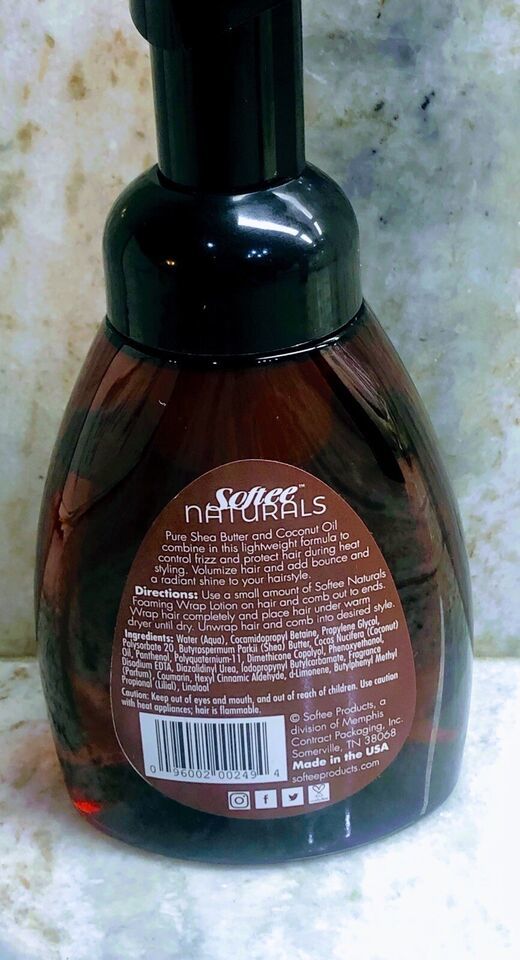 Softee™
NATURALS
Pure Shea Butter and Coconut Oil
combine in this lightweight formula to
control frizz and protect hair during heat
styling. Volumize hair and add bounce and
a radiant shine to your hairstyle.
Directions: Use a small amount of Softee Naturals
Foaming Wrap Lotion on hair and comb out to ends.
Wrap hair completely and place hair under warm
dryer until dry. Unwrap hair and comb into desired style.
Ingredients: Water (Aqua), Cocamidopropyl Betaine, Propylene Glycol,
Polysorbate 20, Butyrospermum Parkii (Shea) Butter, Cocos Nucifera (Coconut)
Oil, Panthenol, Polyquaternium-11, Dimethicone Copolyol, Phenoxyethanol,
Disodium EDTA, Diazolidinyl Urea, Iodopropynyl Butylcarbamate, Fragrance
(Parfum), Coumarin, Hexyl Cinnamic Aldehyde, d-Limonene, Butylphenyl Methyl
Propional (Lilial), Linalool
Caution: Keep out of eyes and mouth, and out of reach of children. Use caution
with heat appliances; hair is flammable.
© Softee Products, a
division of Memphis
Contract Packaging, Inc.
Somerville, TN 38068
Made in the USA
softeeproducts.com
0 96002 00249 4